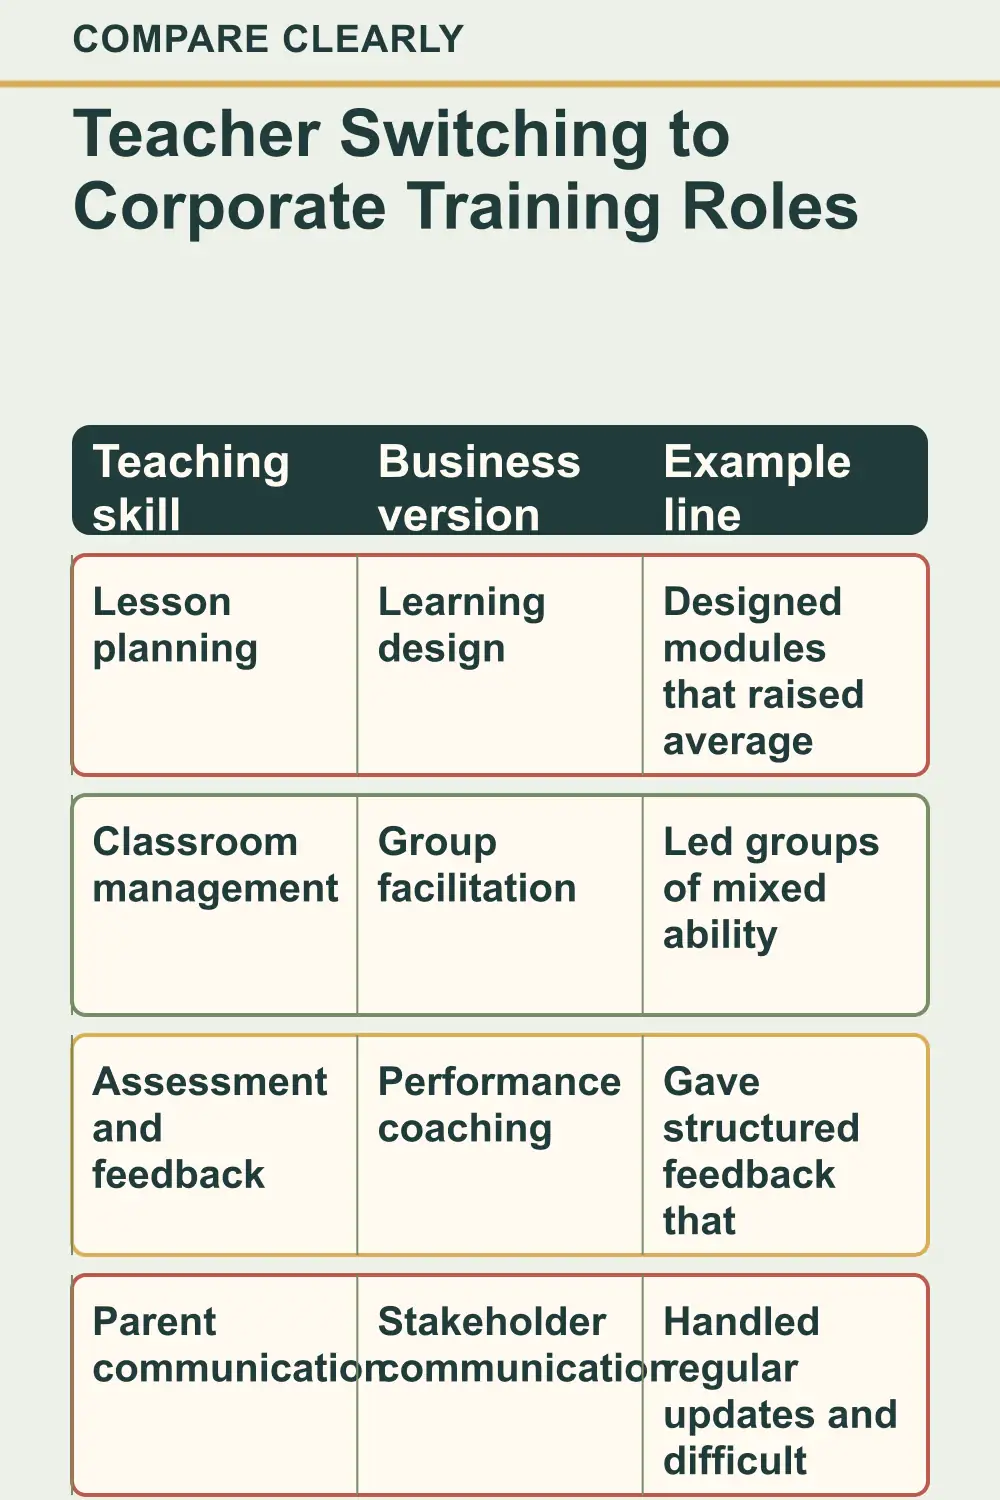 COMPARE CLEARLY
Teacher Switching to
Corporate Training Roles
Teaching
skill
Business
version
Example
line
Lesson
planning
Learning
design
Designed
modules
that raised
average
Classroom
management
Group
facilitation
Led groups
of mixed
ability
Assessment
and
feedback
Performance
coaching
Gave
structured
feedback
that
Parent
communication
Stakeholder
communication
Handled
regular
updates and
difficult